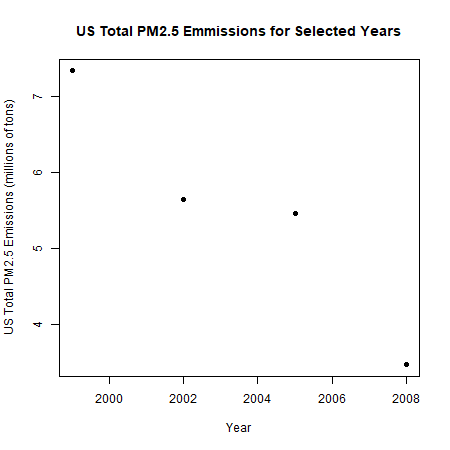 US Total PM2.5 Emmissions for Selected Years
US Total PM2.5 Emissions (millions of tons)
7
6
5
4
2000 2002 2004 2006 2008
Year